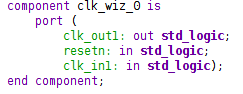 component clk_wiz_0 is
port (
clk_out1: out std_logic;
resetn: in std_logic;
clk_in1: in std_logic);
end component;